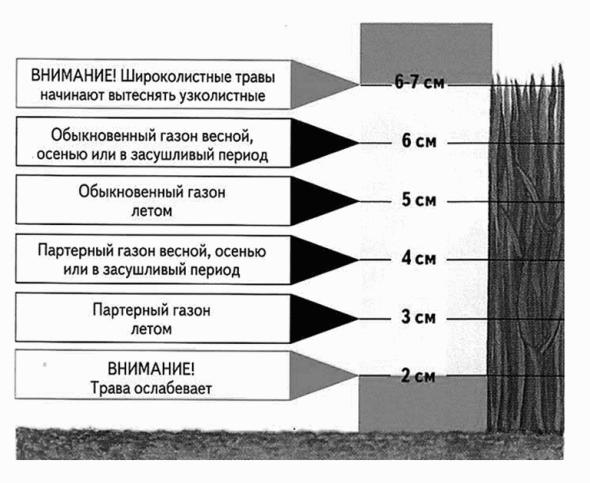 ВНИМАНИЕ! Широколистные травы
начинают вытеснять узколистные
6-7 см
Обыкновенный газон весной,
осенью или в засушливый период
6 см
Обыкновенный газон
летом
5 см
Партерный газон весной, осенью
или в засушливый период
4 см
Партерный газон
летом
3 см
ВНИМАНИЕ!
Трава ослабевает
2 см